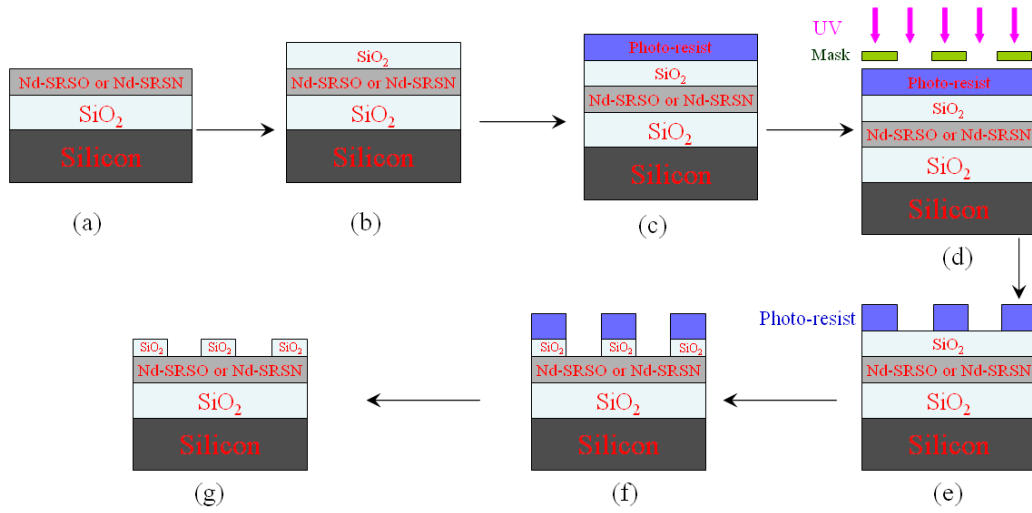 Nd-SRSO or Nd-SRSN
SiO₂
Silicon
(a)
SiO₂
Nd-SRSO or Nd-SRSN
SiO₂
Silicon
(b)
Photo-resist
SiO₂
Nd-SRSO or Nd-SRSN
SiO₂
Silicon
(c)
UV
Mask
Photo-resist
SiO₂
Nd-SRSO or Nd-SRSN
SiO₂
Silicon
(d)
Photo-resist
SiO₂
Nd-SRSO or Nd-SRSN
SiO₂
Silicon
(e)
SiO₂ SiO₂ SiO₂
Nd-SRSO or Nd-SRSN
SiO₂
Silicon
(f)
SiO₂ SiO₂ SiO₂
Nd-SRSO or Nd-SRSN
SiO₂
Silicon
(g)